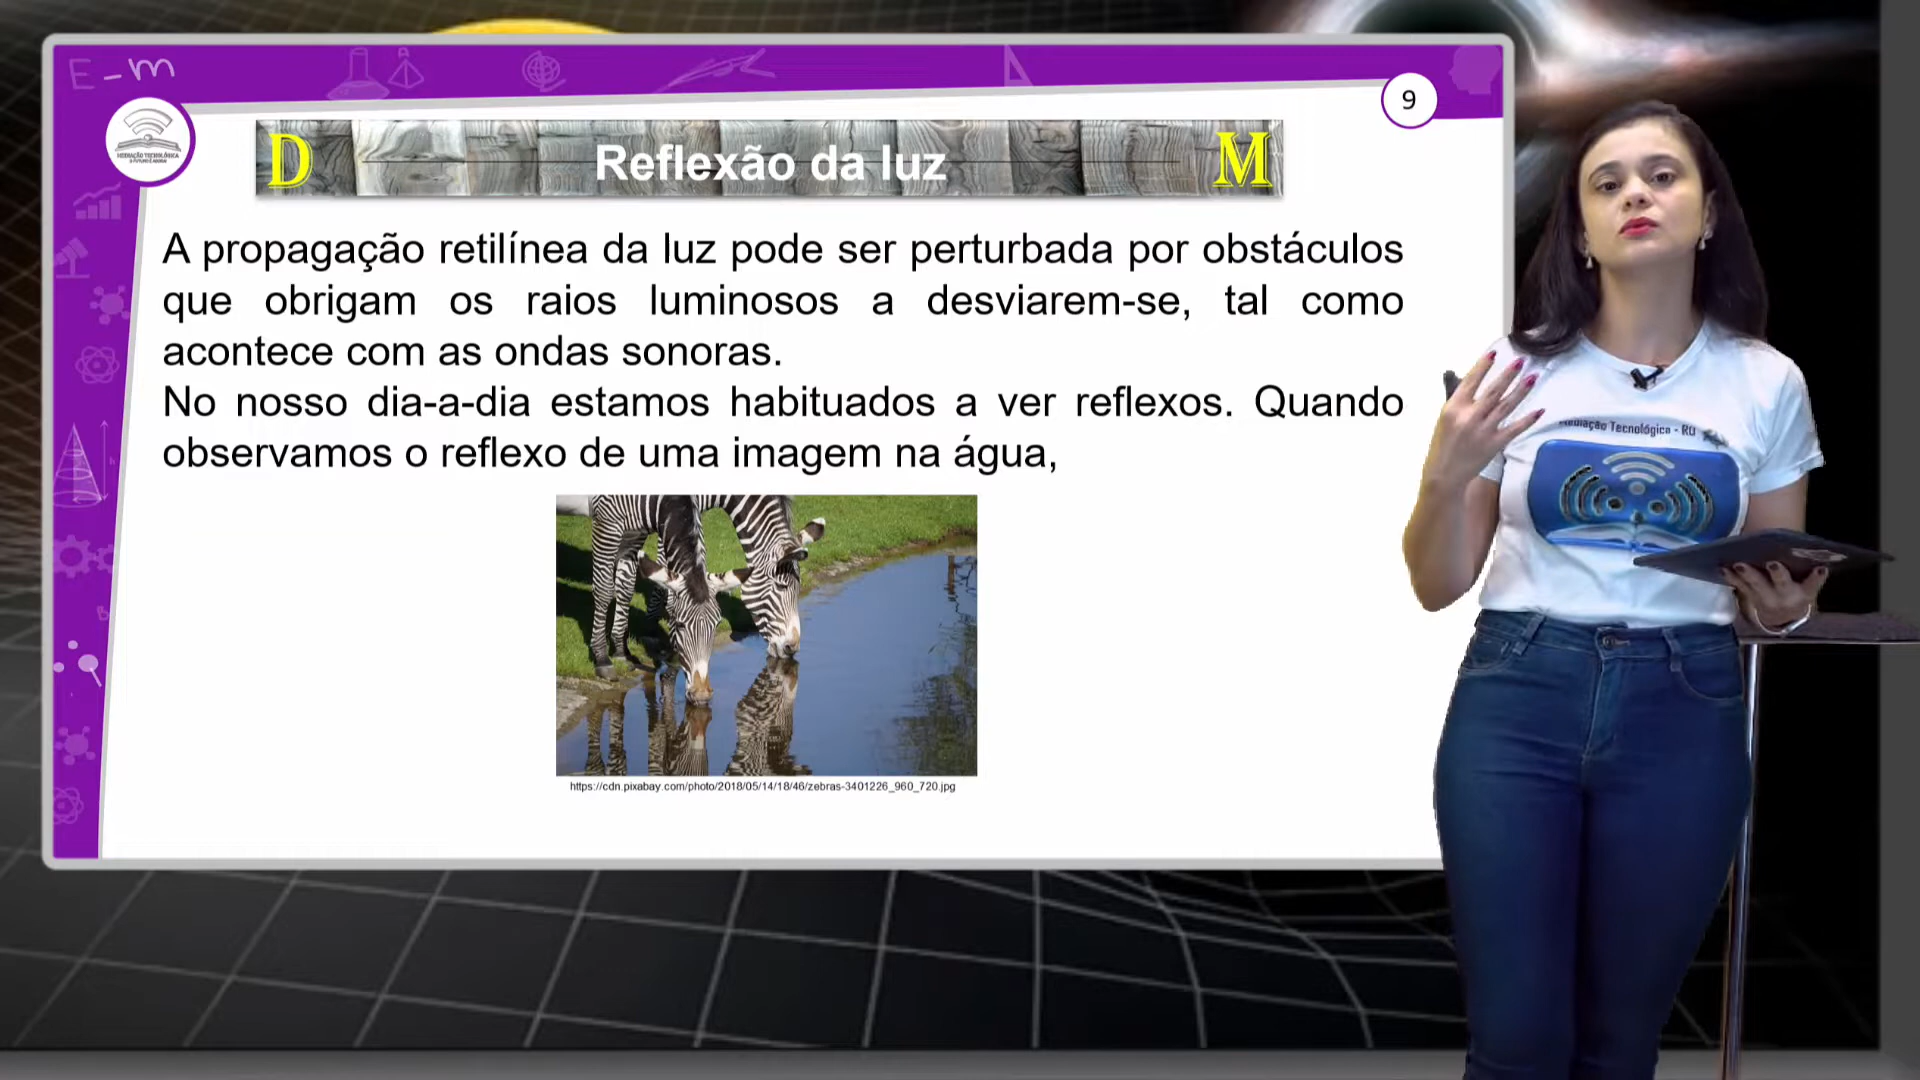 E - m
9
MEDIAÇÃO TECNOLÓGICA
D Reflexão da luz M
A propagação retilínea da luz pode ser perturbada por obstáculos
que obrigam os raios luminosos a desviarem-se, tal como
acontece com as ondas sonoras.
No nosso dia-a-dia estamos habituados a ver reflexos. Quando
observamos o reflexo de uma imagem na água,
https://cdn.pixabay.com/photo/2018/05/14/18/46/zebras-3401226_960_720.jpg
Mediação Tecnológica - RO